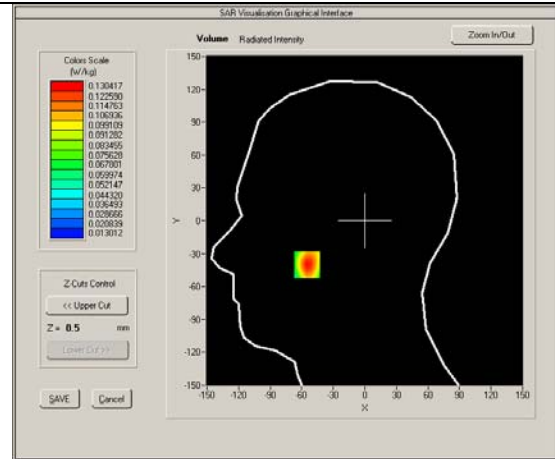 SAR Visualisation Graphical Interface
Volume Radiated Intensity
Zoom In/Out
Colors Scale
(W/kg)
0.130417
0.122590
0.114763
0.106936
0.099109
0.091282
0.083455
0.075628
0.067801
0.059974
0.052147
0.044320
0.036493
0.028666
0.020839
0.013012
Z-Cuts Control
<< Upper Cut
Z = 0.5 mm
Lower Cut >>
SAVE Cancel
150
120
90
60
30
0
-30
-60
-90
-120
-150
Y
-150 -120 -90 -60 -30 0 30 60 90 120 150
X